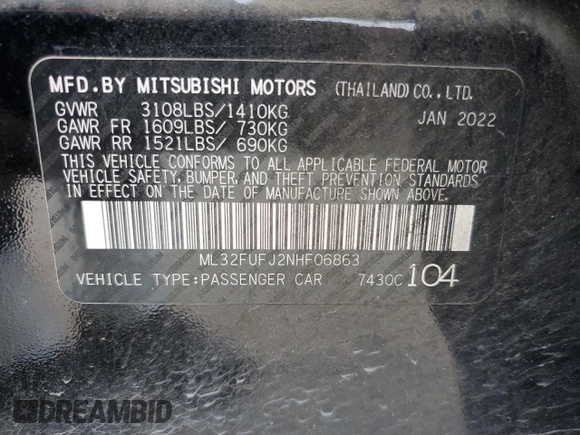 MFD.BY MITSUBISHI MOTORS (THAILAND)CO.,LTD.
GVWR 3108LBS/1410KG JAN 2022
GAWR FR 1609LBS/ 730KG
GAWR RR 1521LBS/ 690KG
THIS VEHICLE CONFORMS TO ALL APPLICABLE FEDERAL MOTOR
VEHICLE SAFETY, BUMPER, AND THEFT PREVENTION STANDARDS
IN EFFECT ON THE DATE OF MANUFACTURE SHOWN ABOVE.
ML32FUFJ2NHF06863
VEHICLE TYPE:PASSENGER CAR 7430C 104
DREAMBID